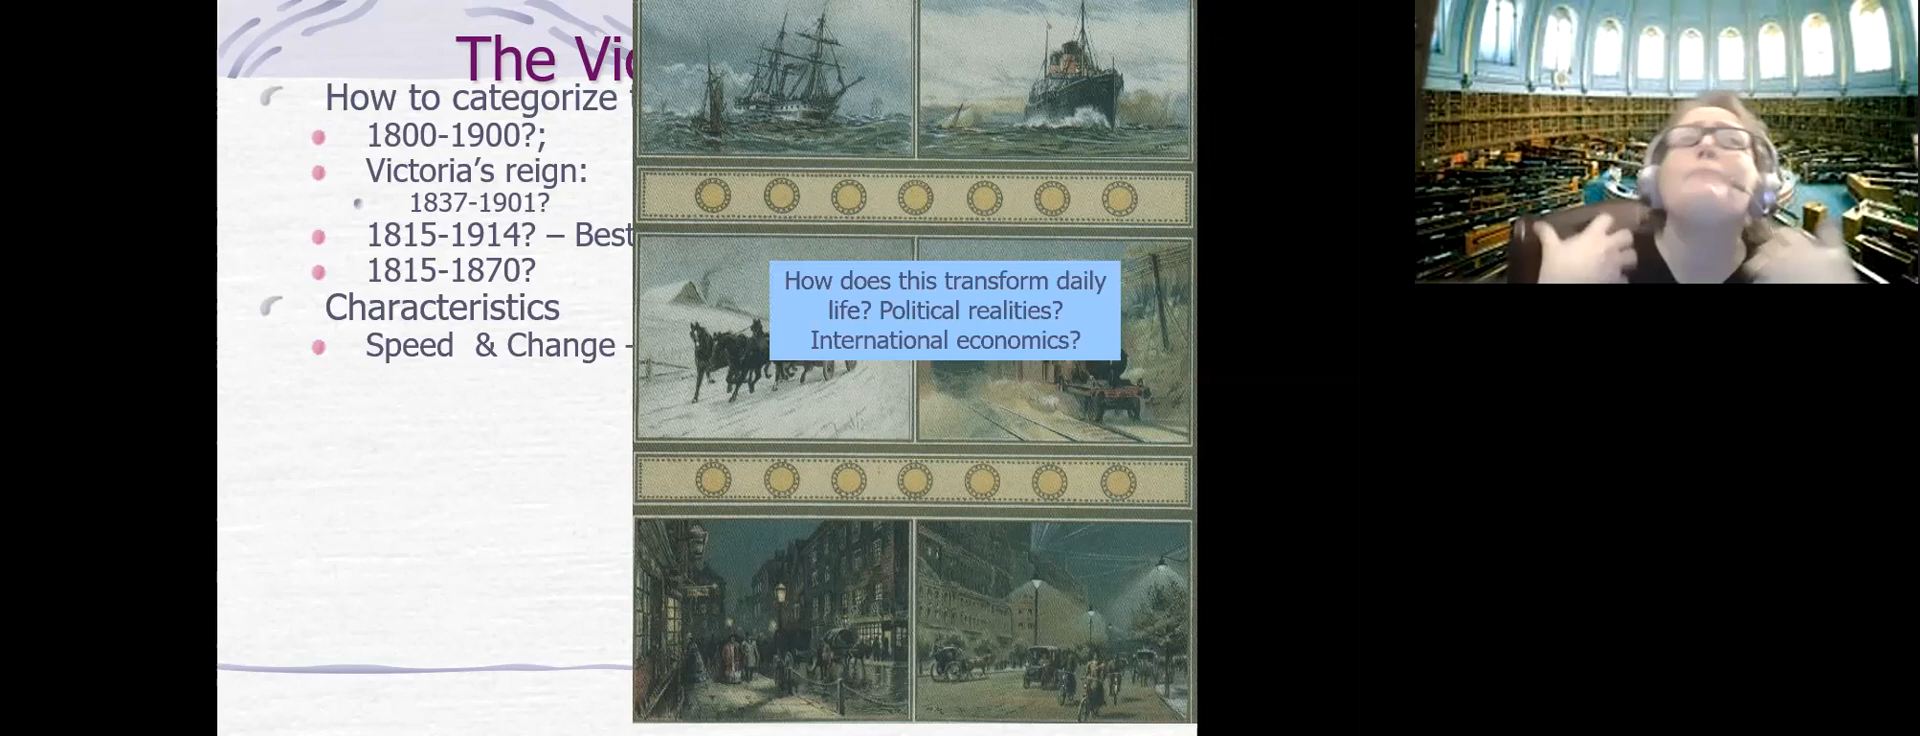 The Vic
How to categorize
1800-1900?;
Victoria's reign:
1837-1901?
1815-1914? – Best
1815-1870?
Characteristics
Speed & Change -
How does this transform daily
life? Political realities?
International economics?